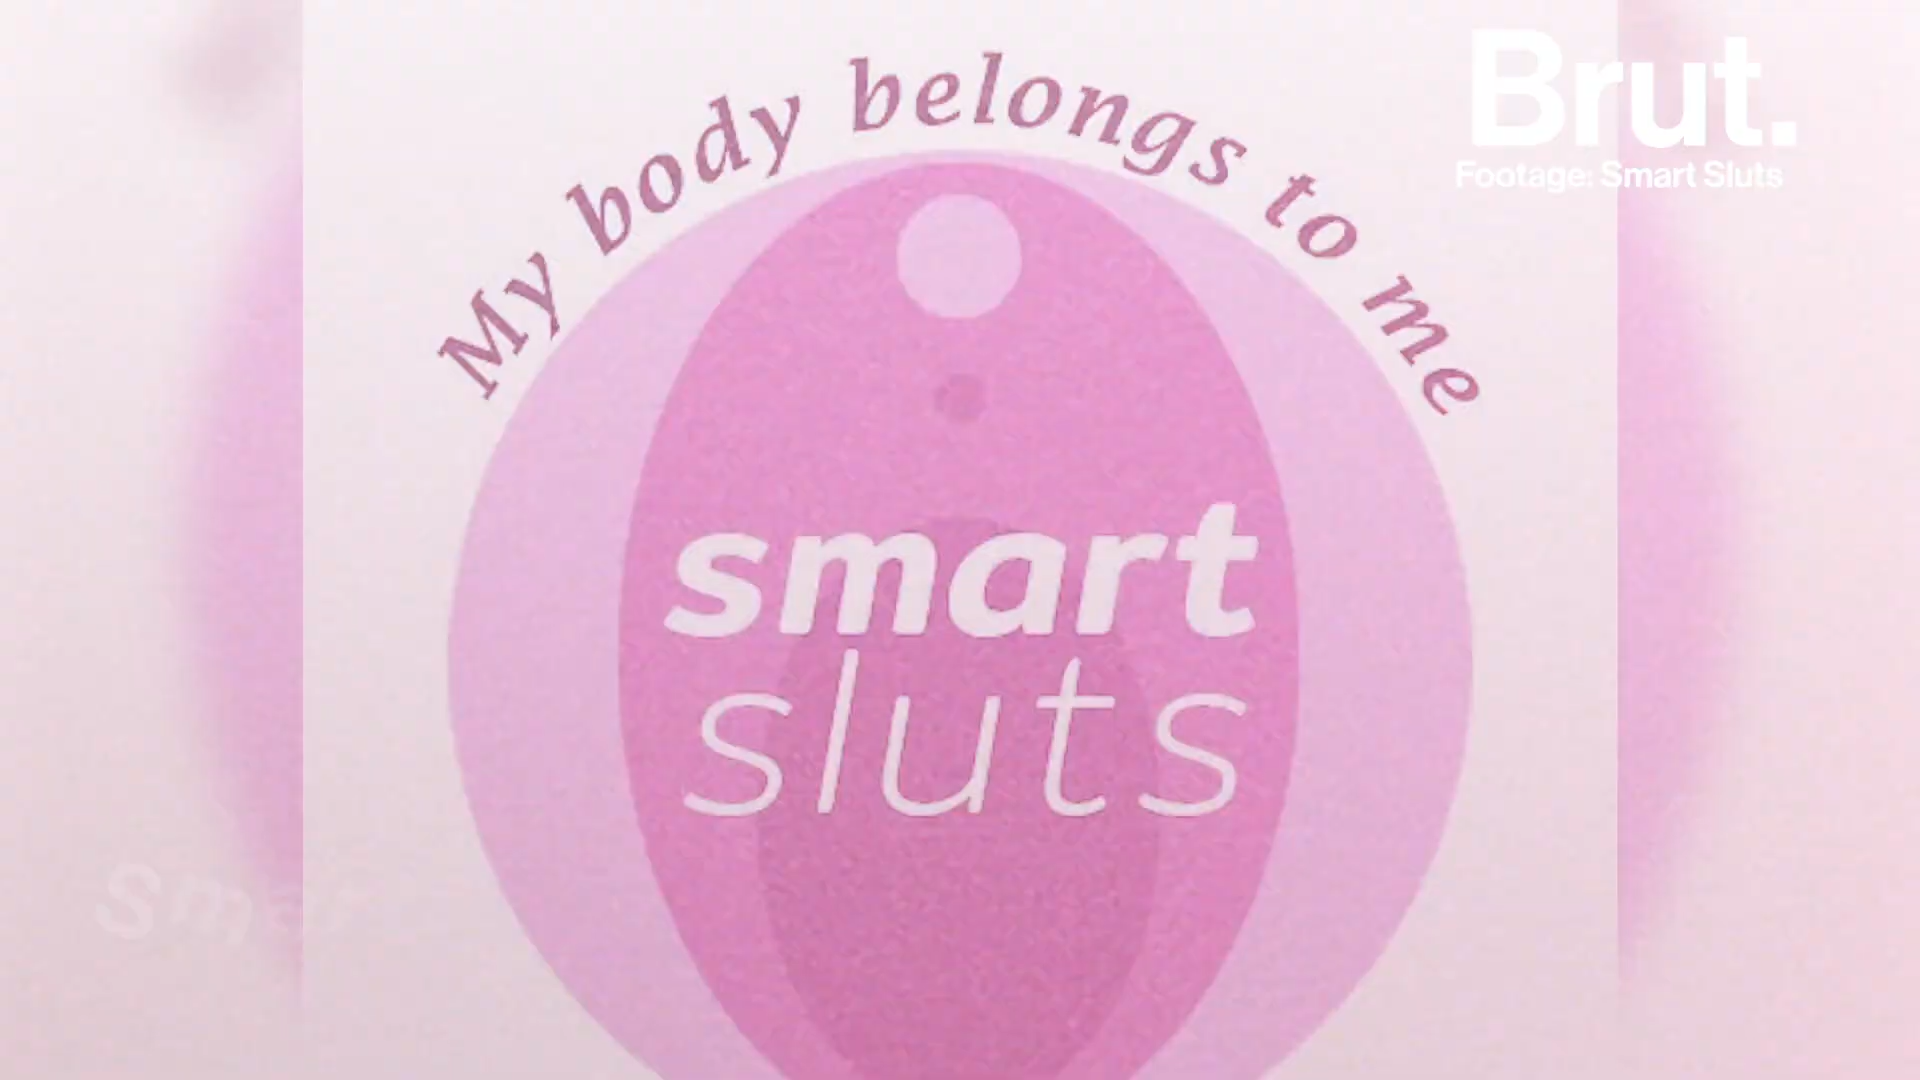 Brut.
Footage: Smart Sluts
My body belongs to me
smart
sluts